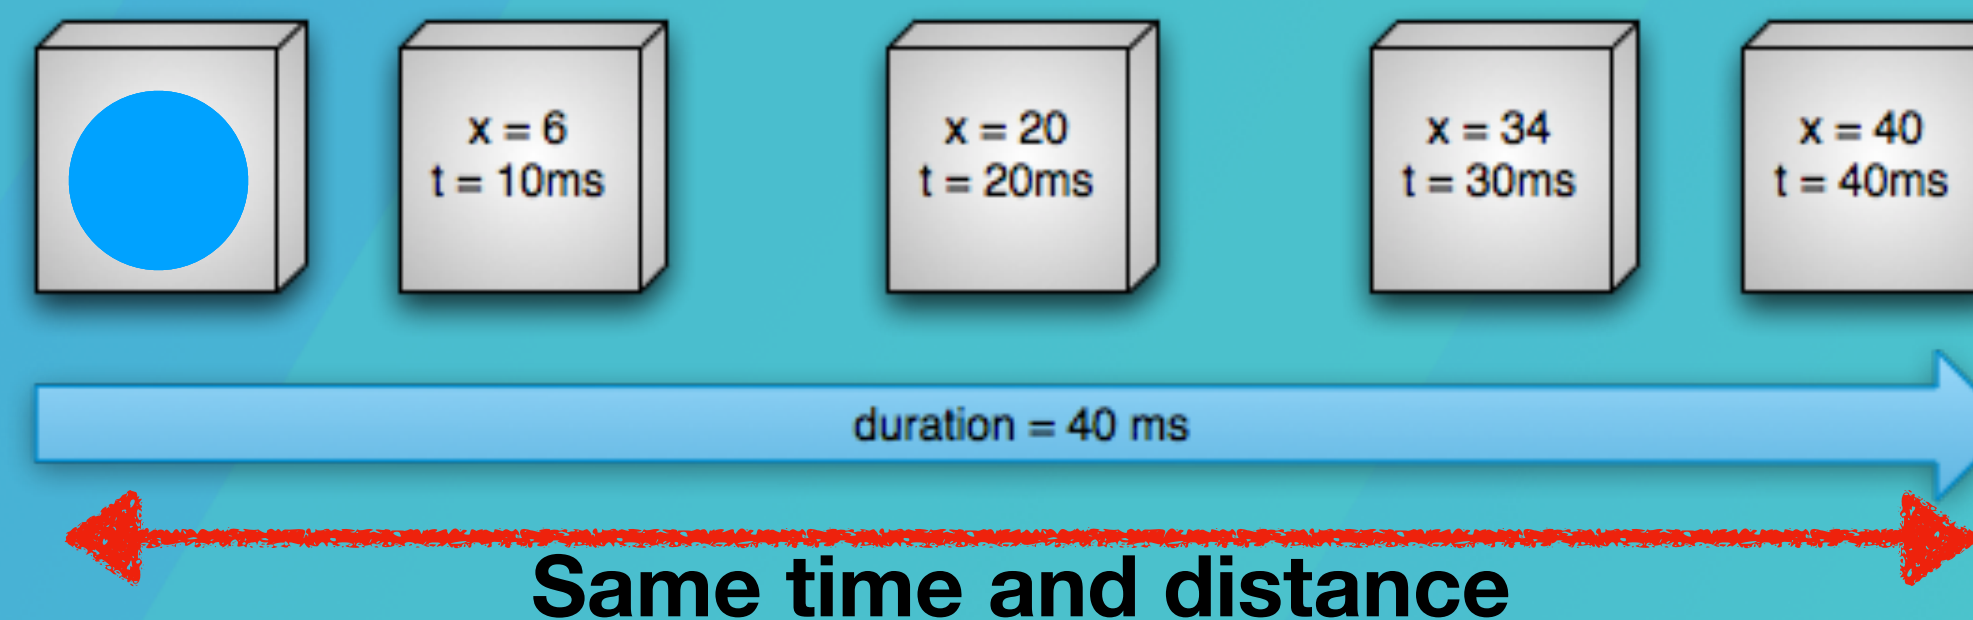 x = 6
t = 10ms
x = 20
t = 20ms
x = 34
t = 30ms
x = 40
t = 40ms
duration = 40 ms
Same time and distance